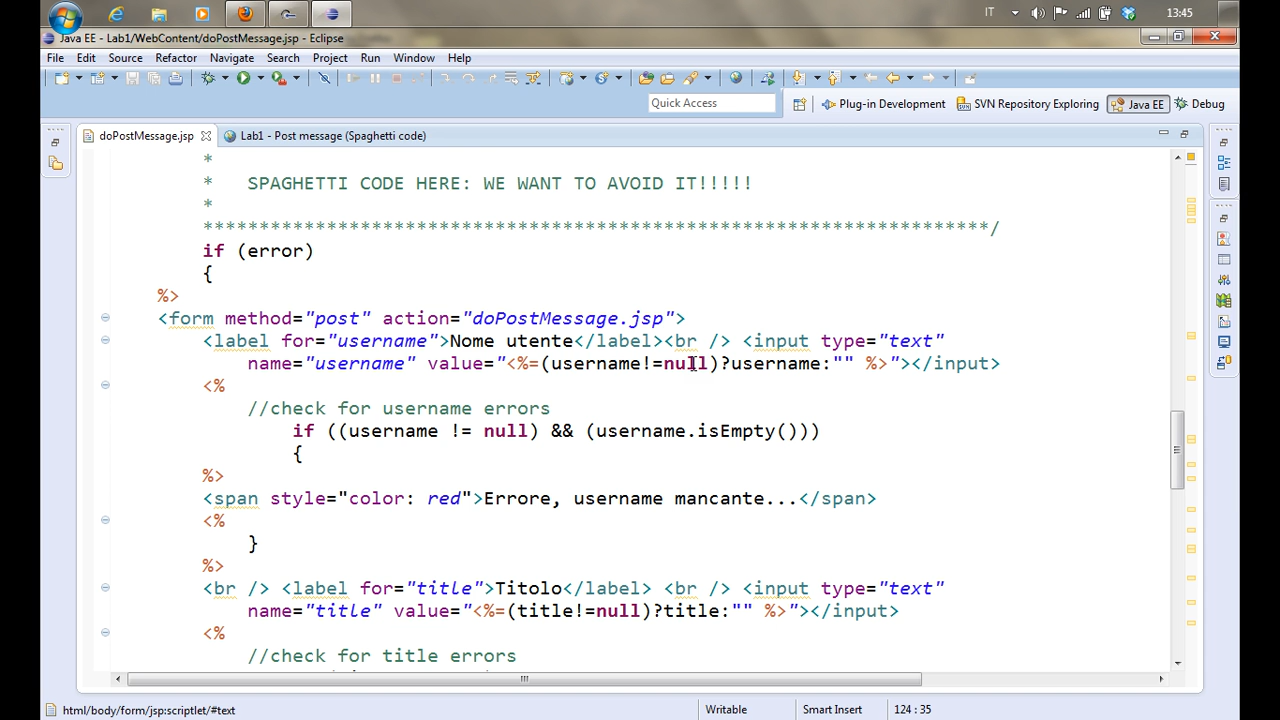 IT 13:45
Java EE - Lab1/WebContent/doPostMessage.jsp - Eclipse
File Edit Source Refactor Navigate Search Project Run Window Help
Quick Access Plug-in Development SVN Repository Exploring Java EE Debug
doPostMessage.jsp Lab1 - Post message (Spaghetti code)
*
* SPAGHETTI CODE HERE: WE WANT TO AVOID IT!!!!!
*
**********************************************************************/
if (error)
{
%>
<form method="post" action="doPostMessage.jsp">
<label for="username">Nome utente</label><br /> <input type="text"
name="username" value="<%=(username!=null)?username:"" %>"></input>
<%
//check for username errors
if ((username != null) && (username.isEmpty()))
{
%>
<span style="color: red">Errore, username mancante...</span>
<%
}
%>
<br /> <label for="title">Titolo</label> <br /> <input type="text"
name="title" value="<%=(title!=null)?title:"" %>"></input>
<%
//check for title errors
html/body/form/jsp:scriptlet/#text Writable Smart Insert 124 : 35